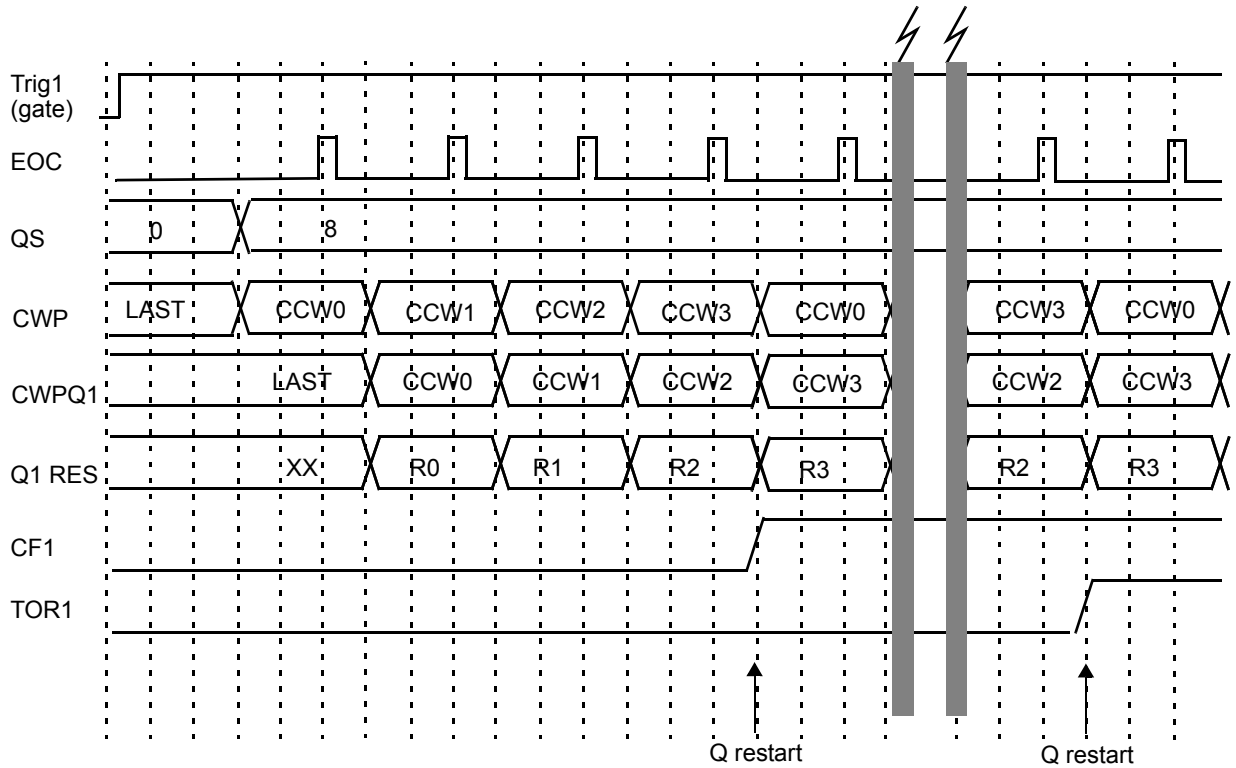 Trig1
(gate)
EOC
QS 0 8
CWP LAST CCW0 CCW1 CCW2 CCW3 CCW0 CCW3 CCW0
CWPQ1 LAST CCW0 CCW1 CCW2 CCW3 CCW2 CCW3
Q1 RES XX R0 R1 R2 R3 R2 R3
CF1
TOR1
Q restart Q restart